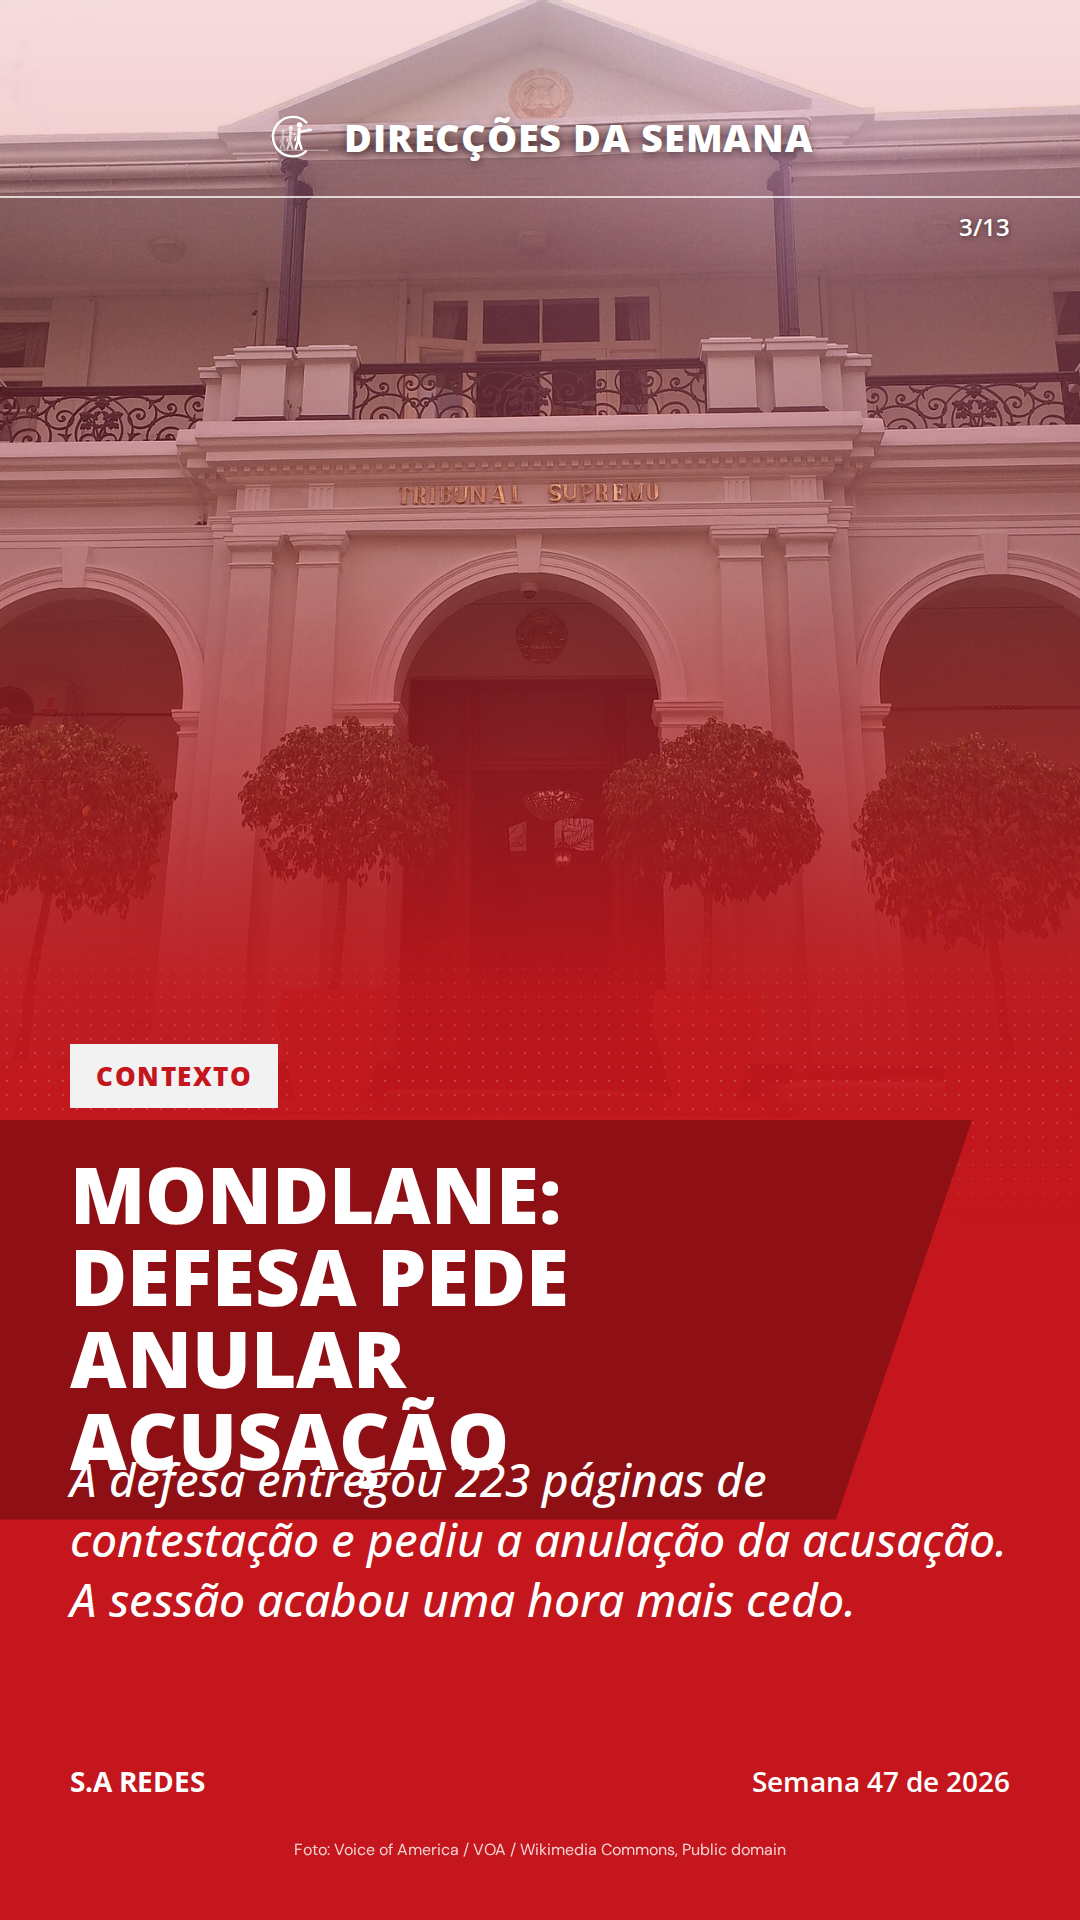 DIRECÇÕES DA SEMANA
3/13
TRIBUNAL SUPREMO
CONTEXTO
MONDLANE:
DEFESA PEDE
ANULAR
ACUSAÇÃO
A defesa entregou 223 páginas de
contestação e pediu a anulação da acusação.
A sessão acabou uma hora mais cedo.
S.A REDES
Semana 47 de 2026
Foto: Voice of America / VOA / Wikimedia Commons, Public domain